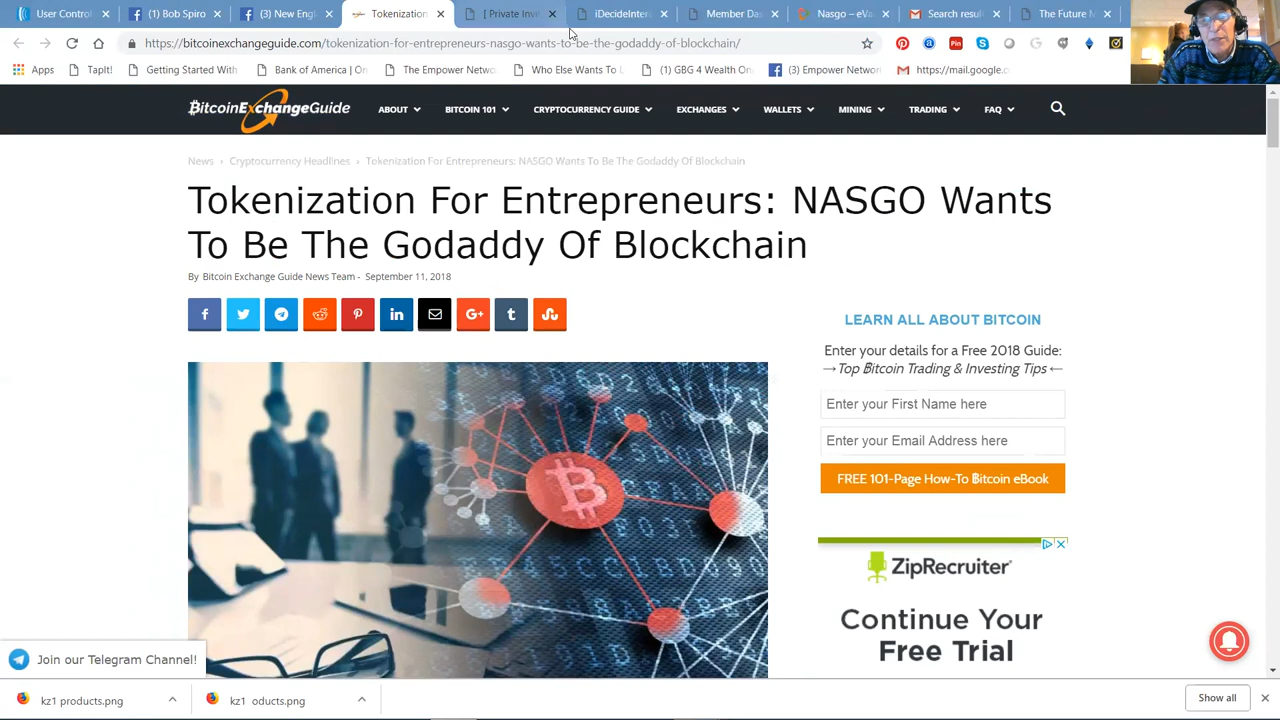 User Control
(1) Bob Spiro
(3) New Engl
Tokenization
[ Private Inve
iDecideInter
Member Das
Nasgo – eVa
Search resul
The Future M
https://bitcoinexchangeguide.com/tokenization-for-entrepreneurs-nasgo-wants-to-be-the-godaddy-of-blockchain/
Apps
TapIt!
Getting Started With
Bank of America | On
The Empower Netwo
Who Else Wants To L
(1) GBG 4 Wealth On
(3) Empower Networ
https://mail.google.c
BitcoinExchangeGuide
ABOUT
BITCOIN 101
CRYPTOCURRENCY GUIDE
EXCHANGES
WALLETS
MINING
TRADING
FAQ
News › Cryptocurrency Headlines › Tokenization For Entrepreneurs: NASGO Wants To Be The Godaddy Of Blockchain
Tokenization For Entrepreneurs: NASGO Wants
To Be The Godaddy Of Blockchain
By Bitcoin Exchange Guide News Team - September 11, 2018
LEARN ALL ABOUT BITCOIN
Enter your details for a Free 2018 Guide:
→Top ฿itcoin Trading & Investing Tips ←
Enter your First Name here
Enter your Email Address here
FREE 101-Page How-To ฿itcoin eBook
ZipRecruiter
Continue Your
Free Trial
Join our Telegram Channel!
kz1 products.png
kz1 oducts.png
Show all